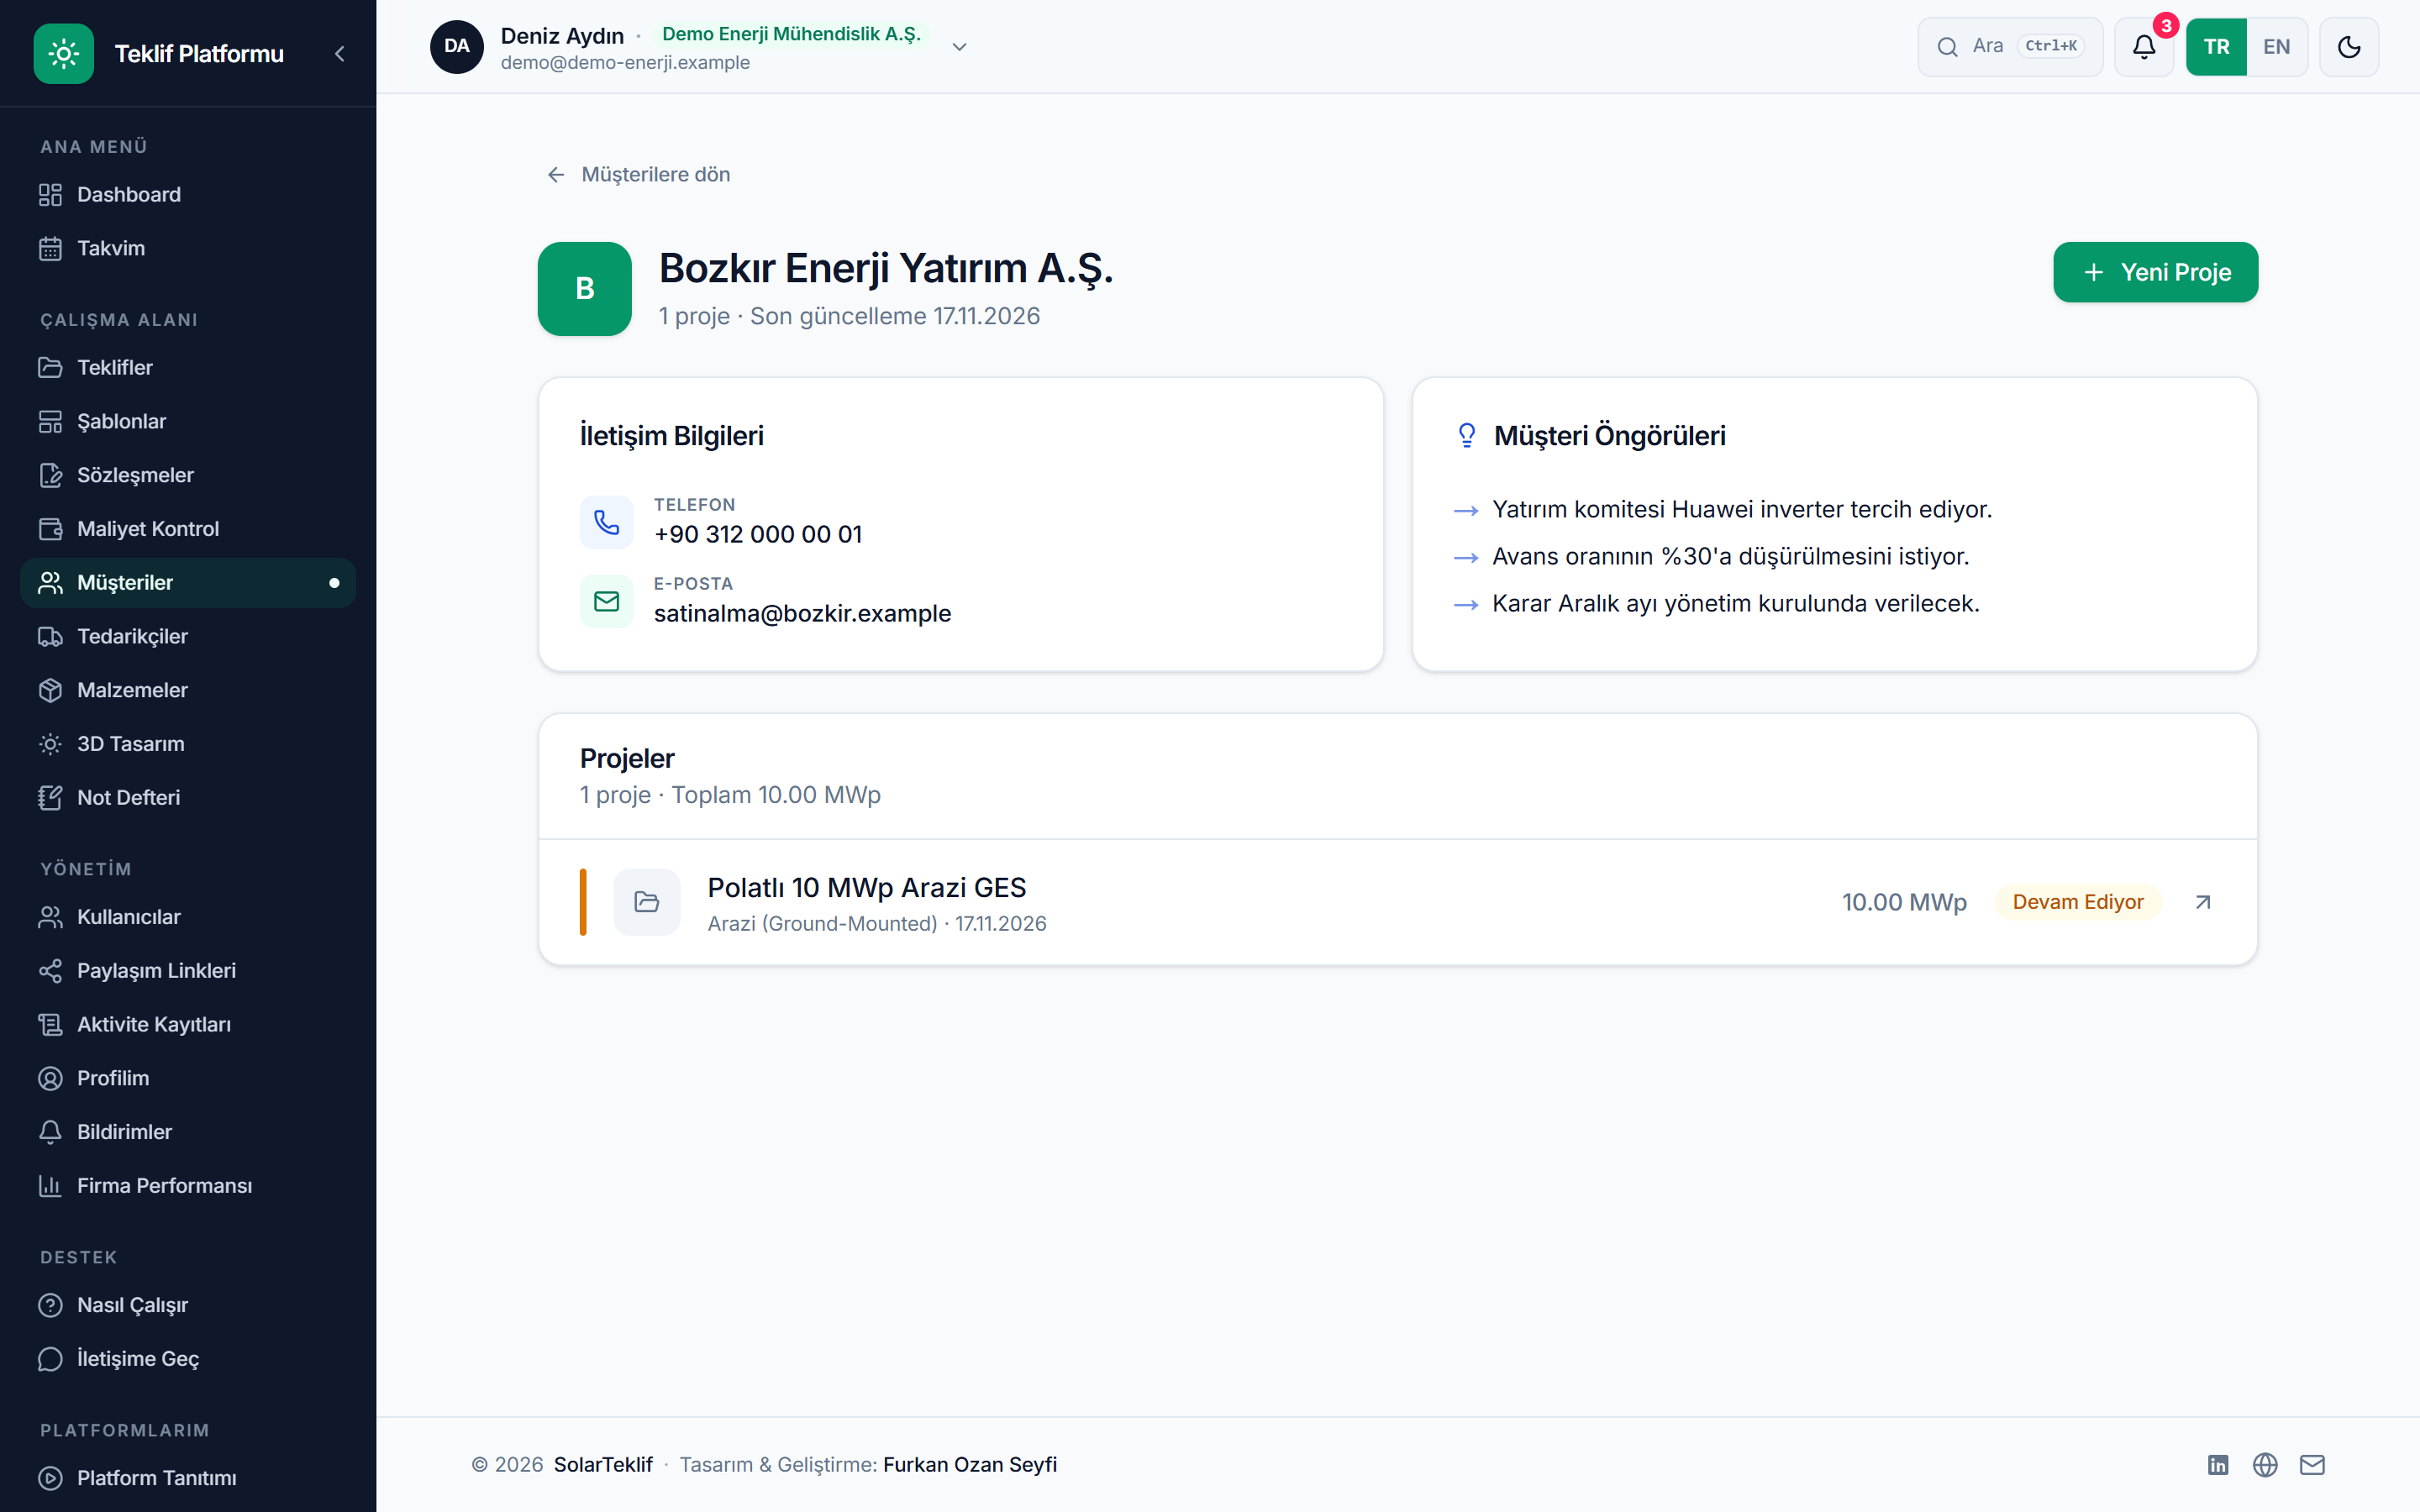 Teklif Platformu
ANA MENÜ
Dashboard
Takvim
ÇALIŞMA ALANI
Teklifler
Şablonlar
Sözleşmeler
Maliyet Kontrol
Müşteriler
Tedarikçiler
Malzemeler
3D Tasarım
Not Defteri
YÖNETİM
Kullanıcılar
Paylaşım Linkleri
Aktivite Kayıtları
Profilim
Bildirimler
Firma Performansı
DESTEK
Nasıl Çalışır
İletişime Geç
PLATFORMLARIM
Platform Tanıtımı
DA
Deniz Aydın · Demo Enerji Mühendislik A.Ş.
demo@demo-enerji.example
Ara Ctrl+K
3
TR EN
Müşterilere dön
B
Bozkır Enerji Yatırım A.Ş.
1 proje · Son güncelleme 17.11.2026
Yeni Proje
İletişim Bilgileri
TELEFON
+90 312 000 00 01
E-POSTA
satinalma@bozkir.example
Müşteri Öngörüleri
→ Yatırım komitesi Huawei inverter tercih ediyor.
→ Avans oranının %30'a düşürülmesini istiyor.
→ Karar Aralık ayı yönetim kurulunda verilecek.
Projeler
1 proje · Toplam 10.00 MWp
Polatlı 10 MWp Arazi GES
Arazi (Ground-Mounted) · 17.11.2026
10.00 MWp
Devam Ediyor
© 2026 SolarTeklif · Tasarım & Geliştirme: Furkan Ozan Seyfi
in